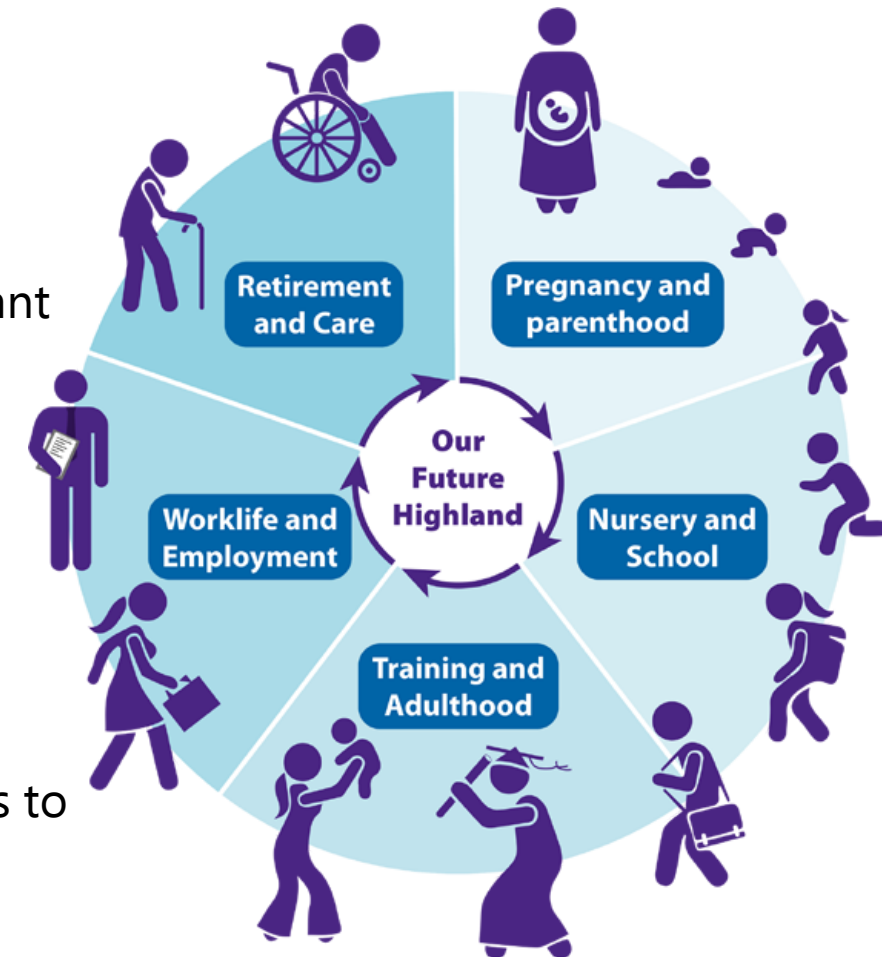 ant
s to
Retirement
and Care
Pregnancy and
parenthood
Our
Future
Highland
Worklife and
Employment
Nursery and
School
Training and
Adulthood